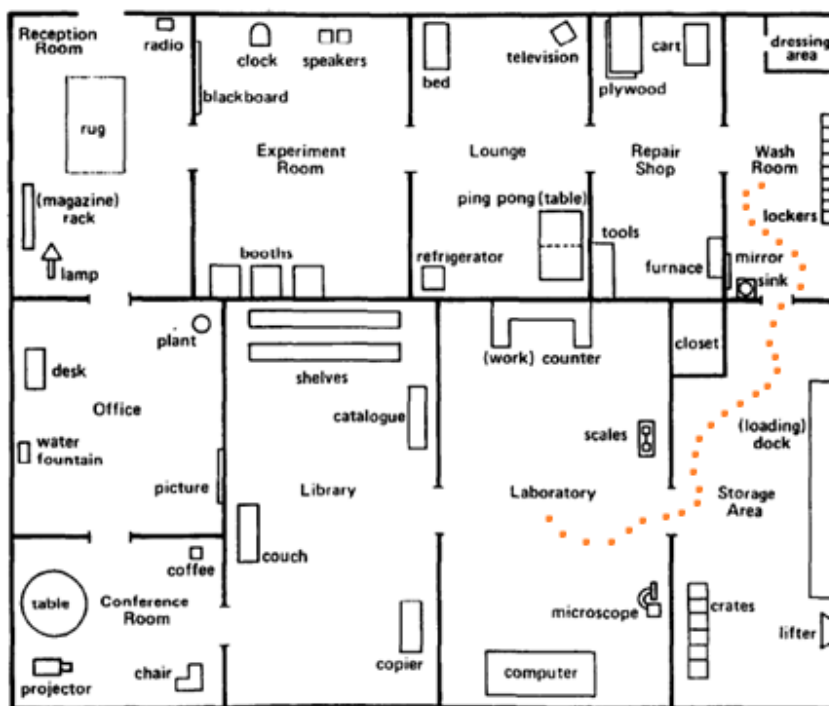 Reception
Room
radio
rug
(magazine)
rack
lamp
clock
speakers
blackboard
Experiment
Room
booths
bed
television
Lounge
ping pong (table)
refrigerator
plywood
cart
Repair
Shop
tools
furnace
dressing
area
Wash
Room
lockers
mirror
sink
plant
desk
Office
water
fountain
picture
shelves
catalogue
Library
couch
copier
(work) counter
scales
Laboratory
microscope
computer
closet
(loading)
dock
Storage
Area
crates
lifter
coffee
table
Conference
Room
chair
projector